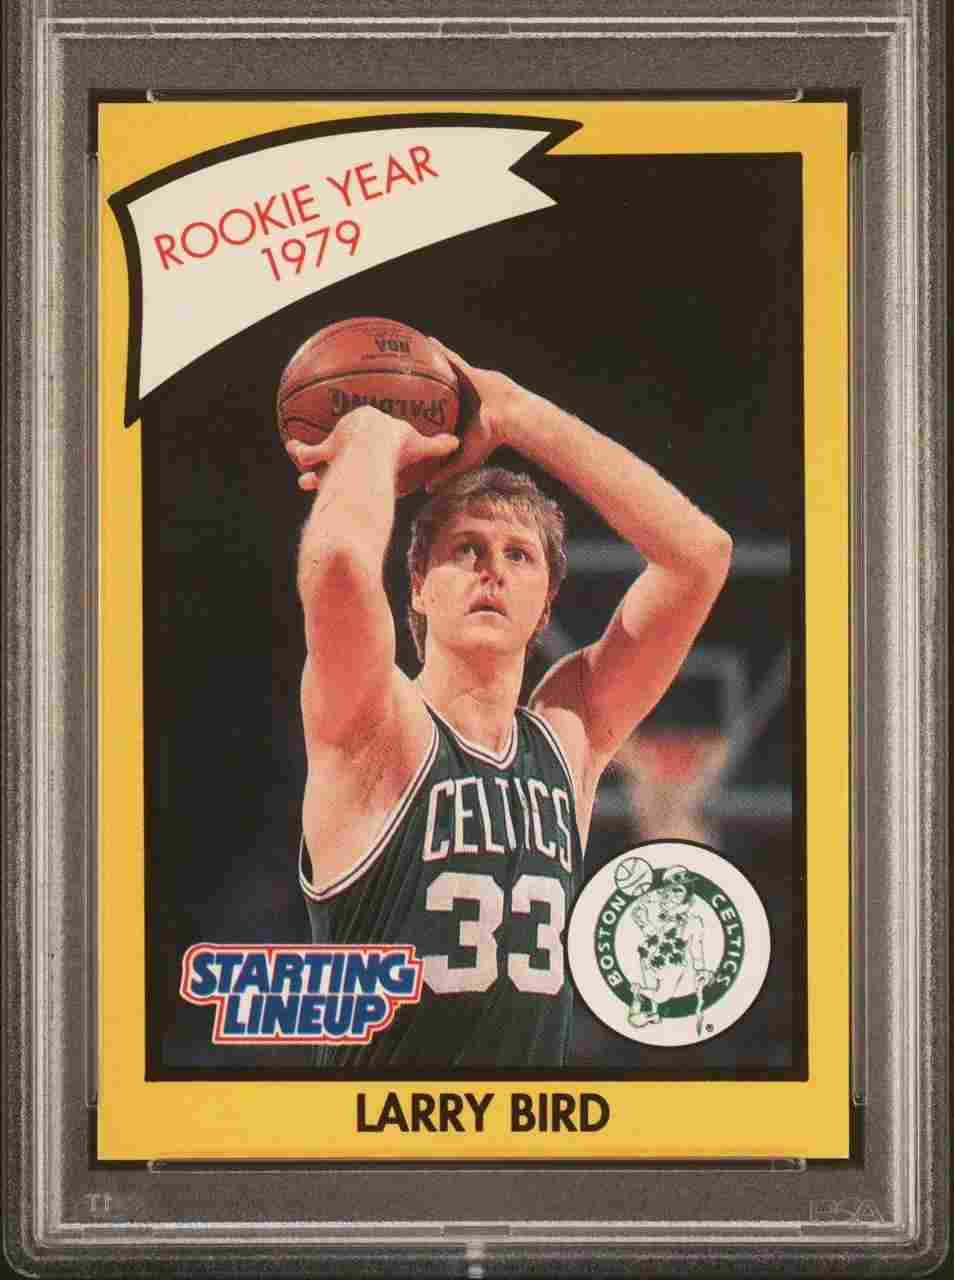 ROOKIE YEAR
1979
NBA
SPALDING
CELTICS
33
BOSTON CELTICS
®
STARTING
LINEUP
LARRY BIRD
PSA